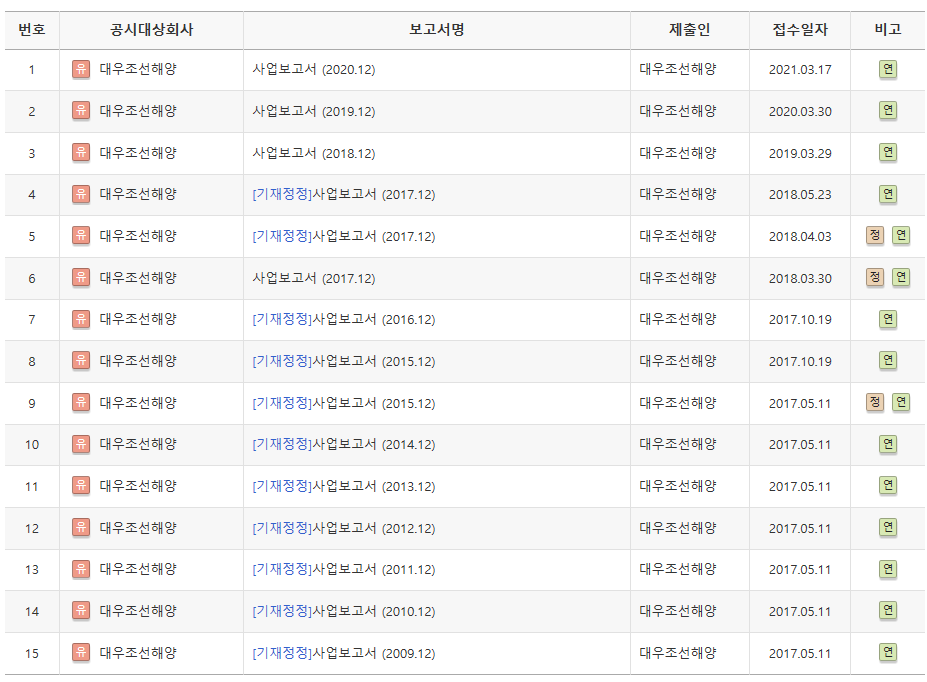 번호 공시대상회사 보고서명 제출인 접수일자 비고
1 유 대우조선해양 사업보고서 (2020.12) 대우조선해양 2021.03.17 연
2 유 대우조선해양 사업보고서 (2019.12) 대우조선해양 2020.03.30 연
3 유 대우조선해양 사업보고서 (2018.12) 대우조선해양 2019.03.29 연
4 유 대우조선해양 [기재정정]사업보고서 (2017.12) 대우조선해양 2018.05.23 연
5 유 대우조선해양 [기재정정]사업보고서 (2017.12) 대우조선해양 2018.04.03 정 연
6 유 대우조선해양 사업보고서 (2017.12) 대우조선해양 2018.03.30 정 연
7 유 대우조선해양 [기재정정]사업보고서 (2016.12) 대우조선해양 2017.10.19 연
8 유 대우조선해양 [기재정정]사업보고서 (2015.12) 대우조선해양 2017.10.19 연
9 유 대우조선해양 [기재정정]사업보고서 (2015.12) 대우조선해양 2017.05.11 정 연
10 유 대우조선해양 [기재정정]사업보고서 (2014.12) 대우조선해양 2017.05.11 연
11 유 대우조선해양 [기재정정]사업보고서 (2013.12) 대우조선해양 2017.05.11 연
12 유 대우조선해양 [기재정정]사업보고서 (2012.12) 대우조선해양 2017.05.11 연
13 유 대우조선해양 [기재정정]사업보고서 (2011.12) 대우조선해양 2017.05.11 연
14 유 대우조선해양 [기재정정]사업보고서 (2010.12) 대우조선해양 2017.05.11 연
15 유 대우조선해양 [기재정정]사업보고서 (2009.12) 대우조선해양 2017.05.11 연